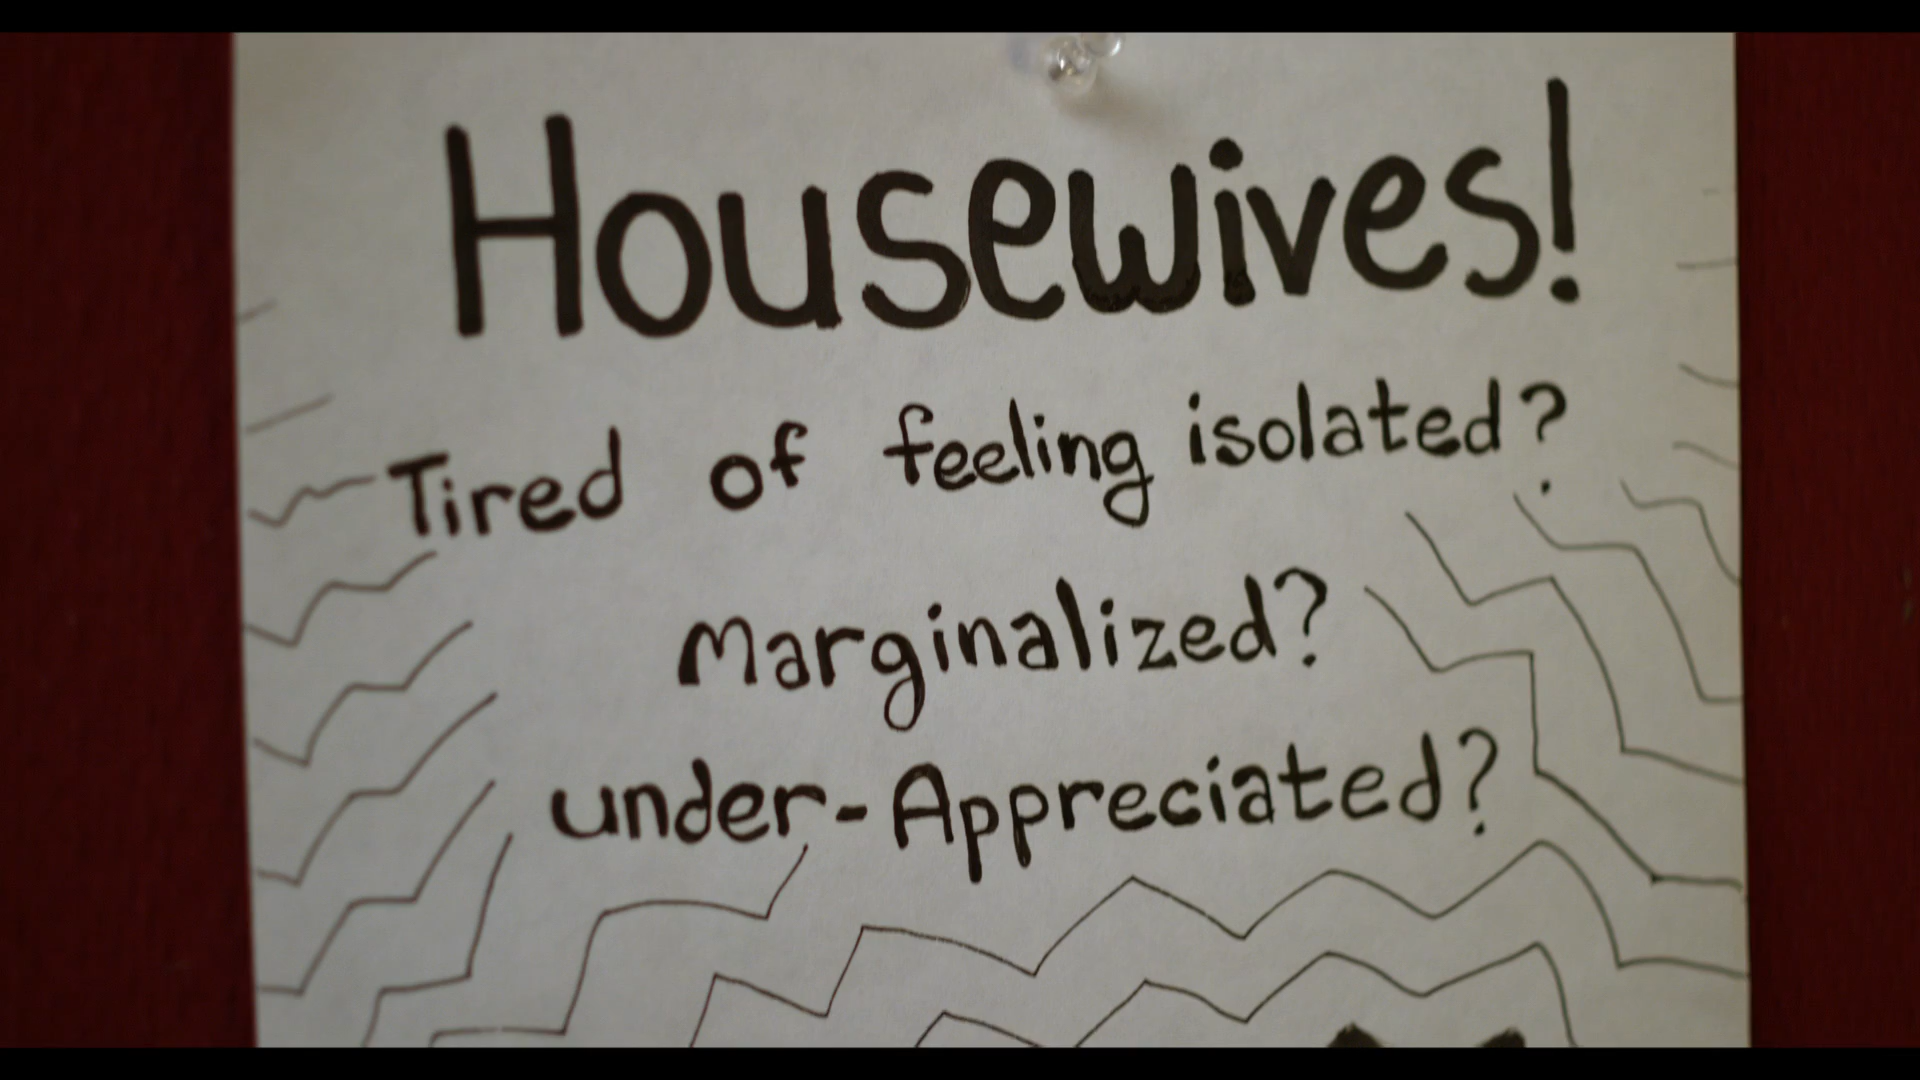 Housewives!
Tired of feeling isolated?
Marginalized?
under-Appreciated?